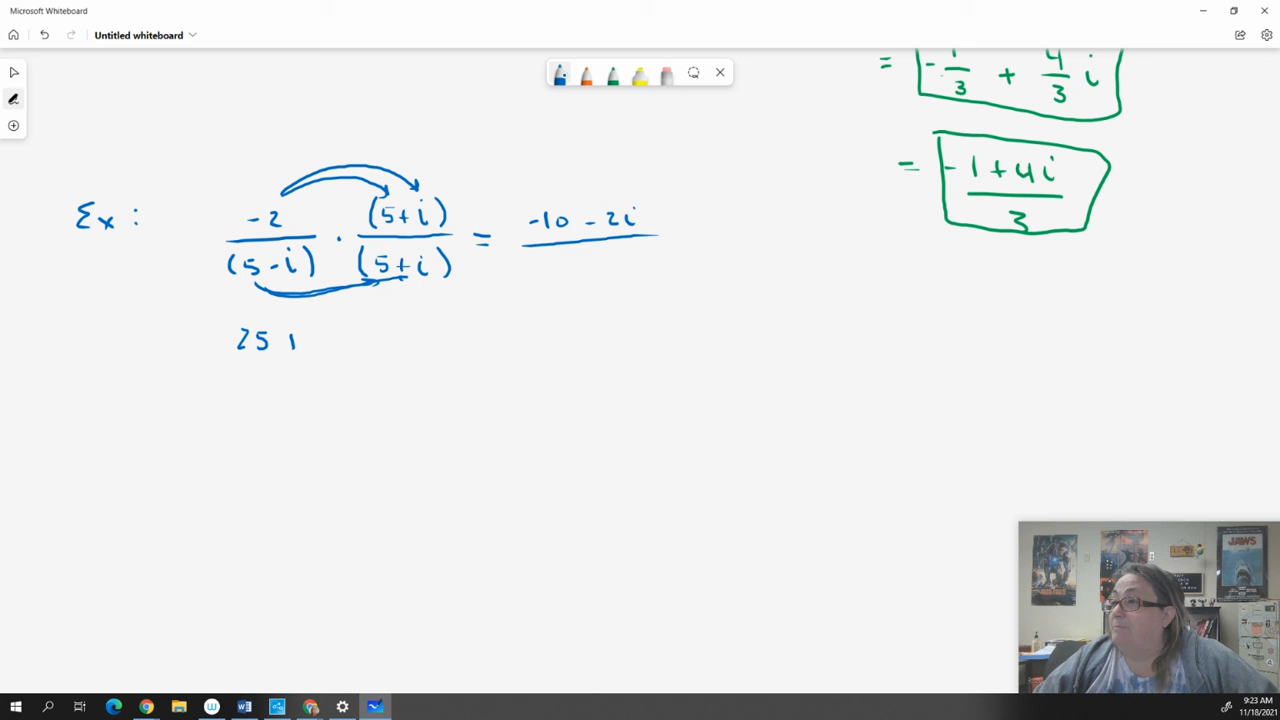 Microsoft Whiteboard
Untitled whiteboard
= -1/3 + 4/3 i
= -1+4i / 3
Ex: -2/(5-i) · (5+i)/(5+i) = -10 - 2i
25
JAWS
9:23 AM
11/18/2021